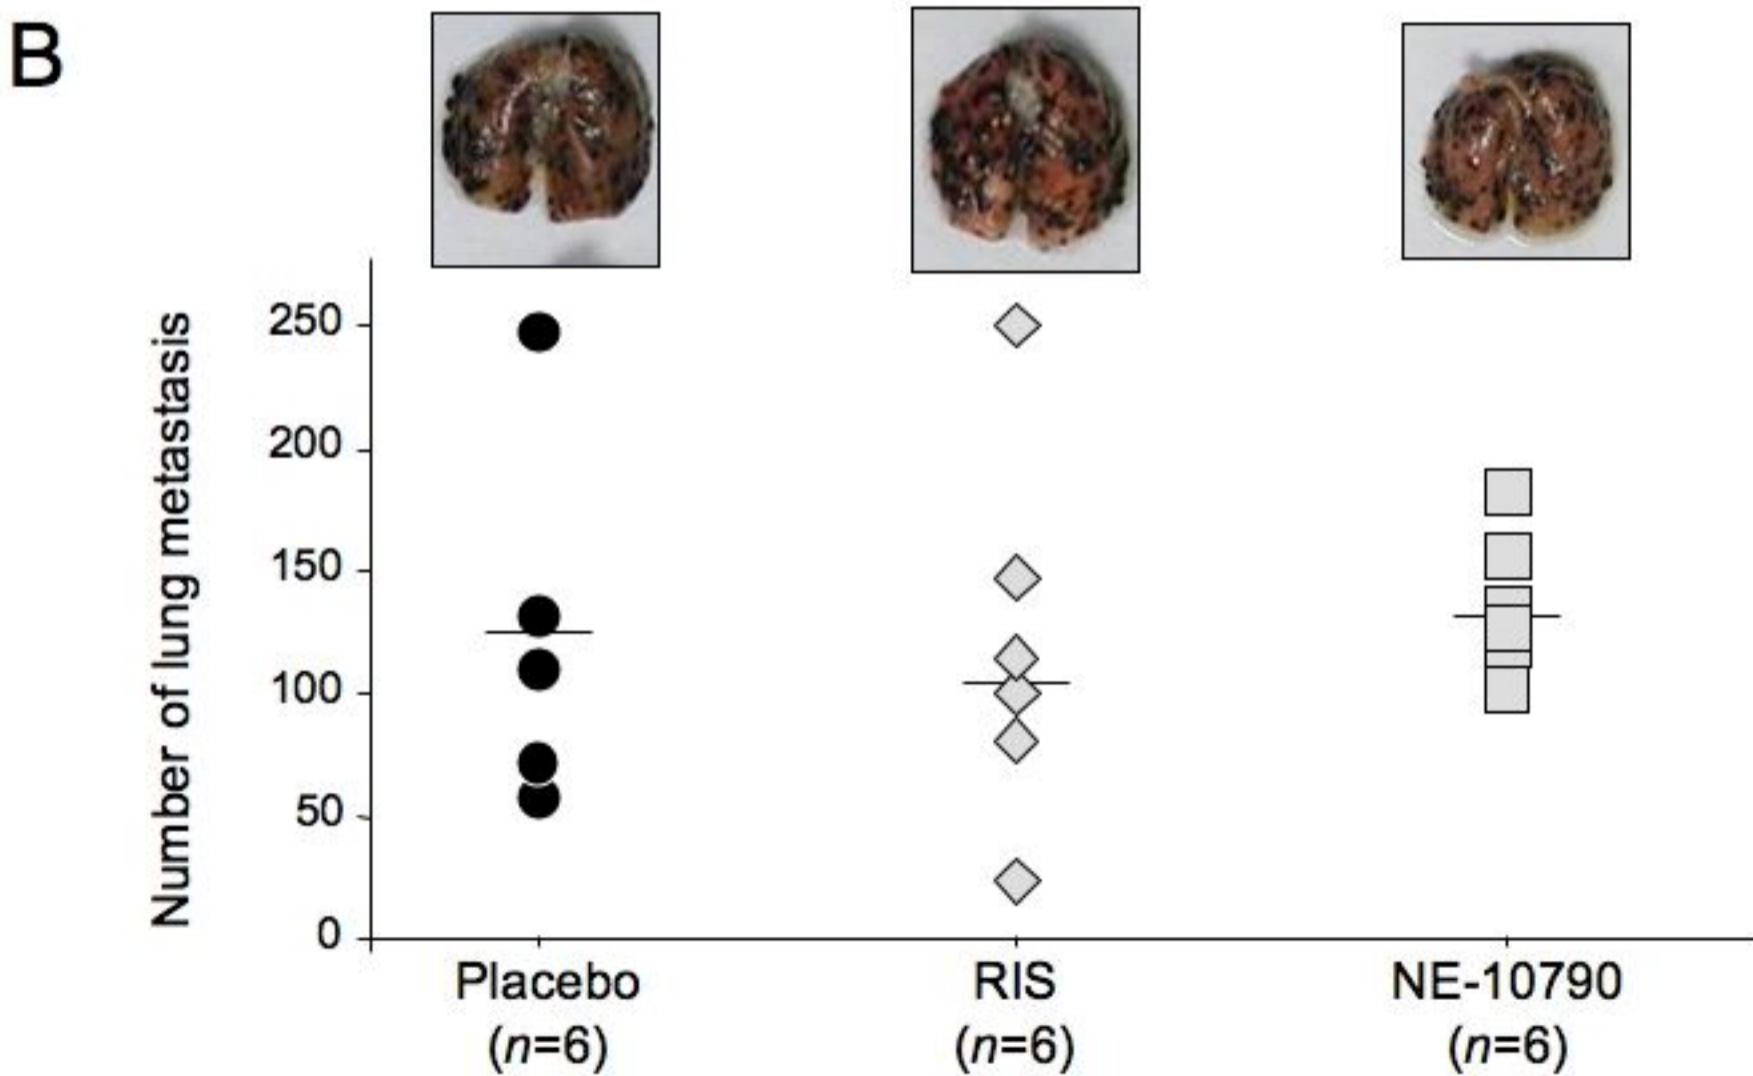 B
Number of lung metastasis
250
200
150
100
50
0
Placebo
(n=6)
RIS
(n=6)
NE-10790
(n=6)